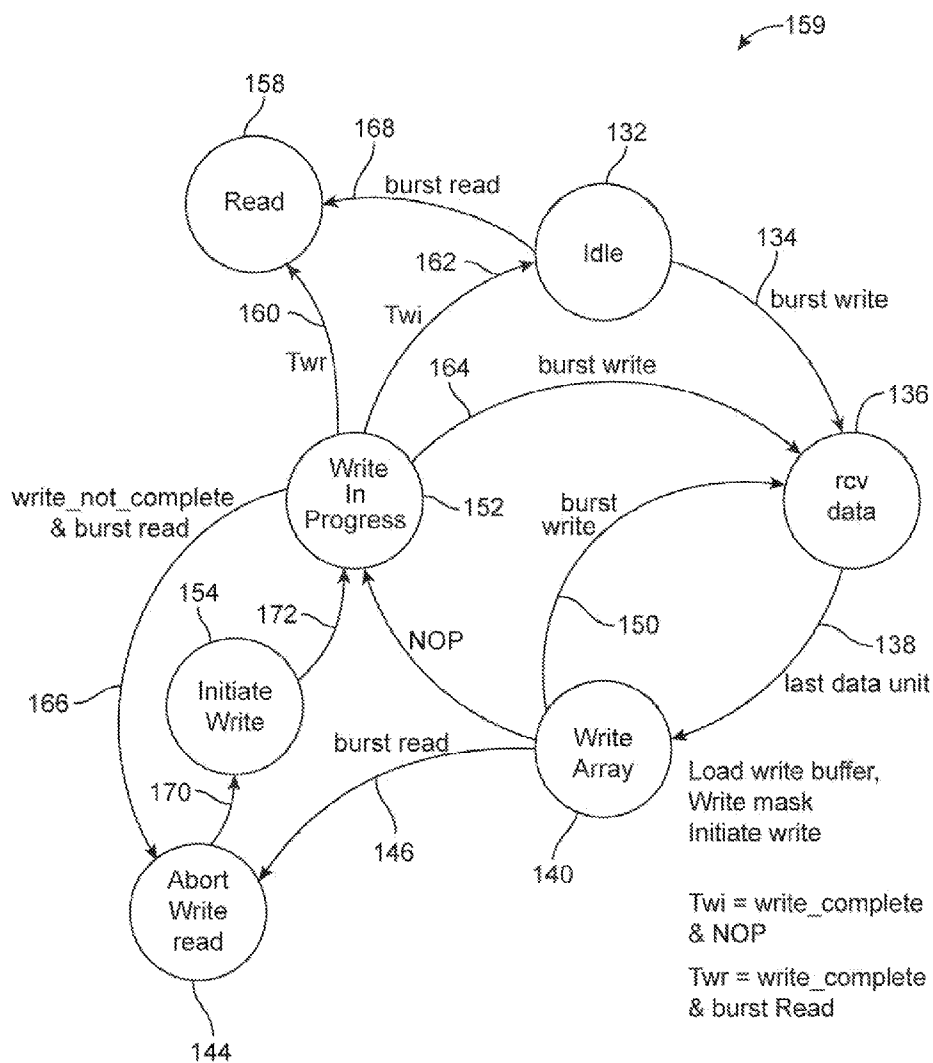 159
158
168
132
burst read
Read
Idle
134
162
burst write
160
Twi
Twr
164
burst write
136
Write
In
Progress
rcv
data
write_not_complete
& burst read
152
burst
write
154
172
150
NOP
138
Initiate
Write
last data unit
166
burst read
Write
Array
Load write buffer,
Write mask
Initiate write
170
146
140
Abort
Write
read
Twi = write_complete
& NOP
Twr = write_complete
& burst Read
144